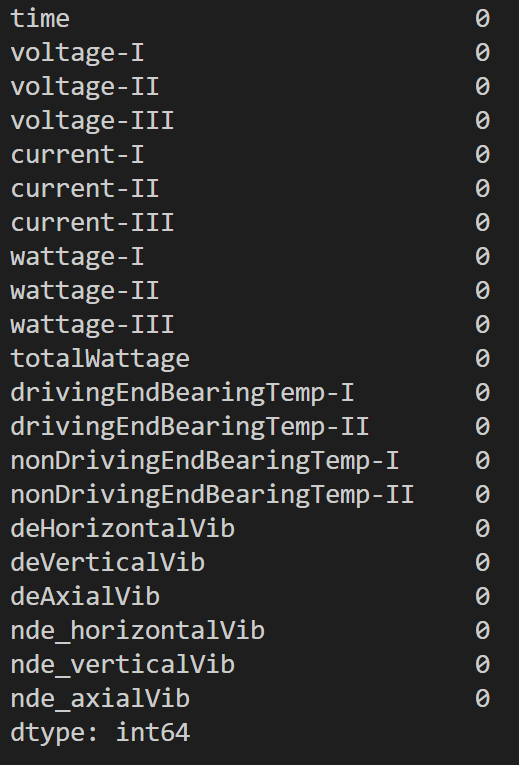 time 0
voltage-I 0
voltage-II 0
voltage-III 0
current-I 0
current-II 0
current-III 0
wattage-I 0
wattage-II 0
wattage-III 0
totalWattage 0
drivingEndBearingTemp-I 0
drivingEndBearingTemp-II 0
nonDrivingEndBearingTemp-I 0
nonDrivingEndBearingTemp-II 0
deHorizontalVib 0
deVerticalVib 0
deAxialVib 0
nde_horizontalVib 0
nde_verticalVib 0
nde_axialVib 0
dtype: int64